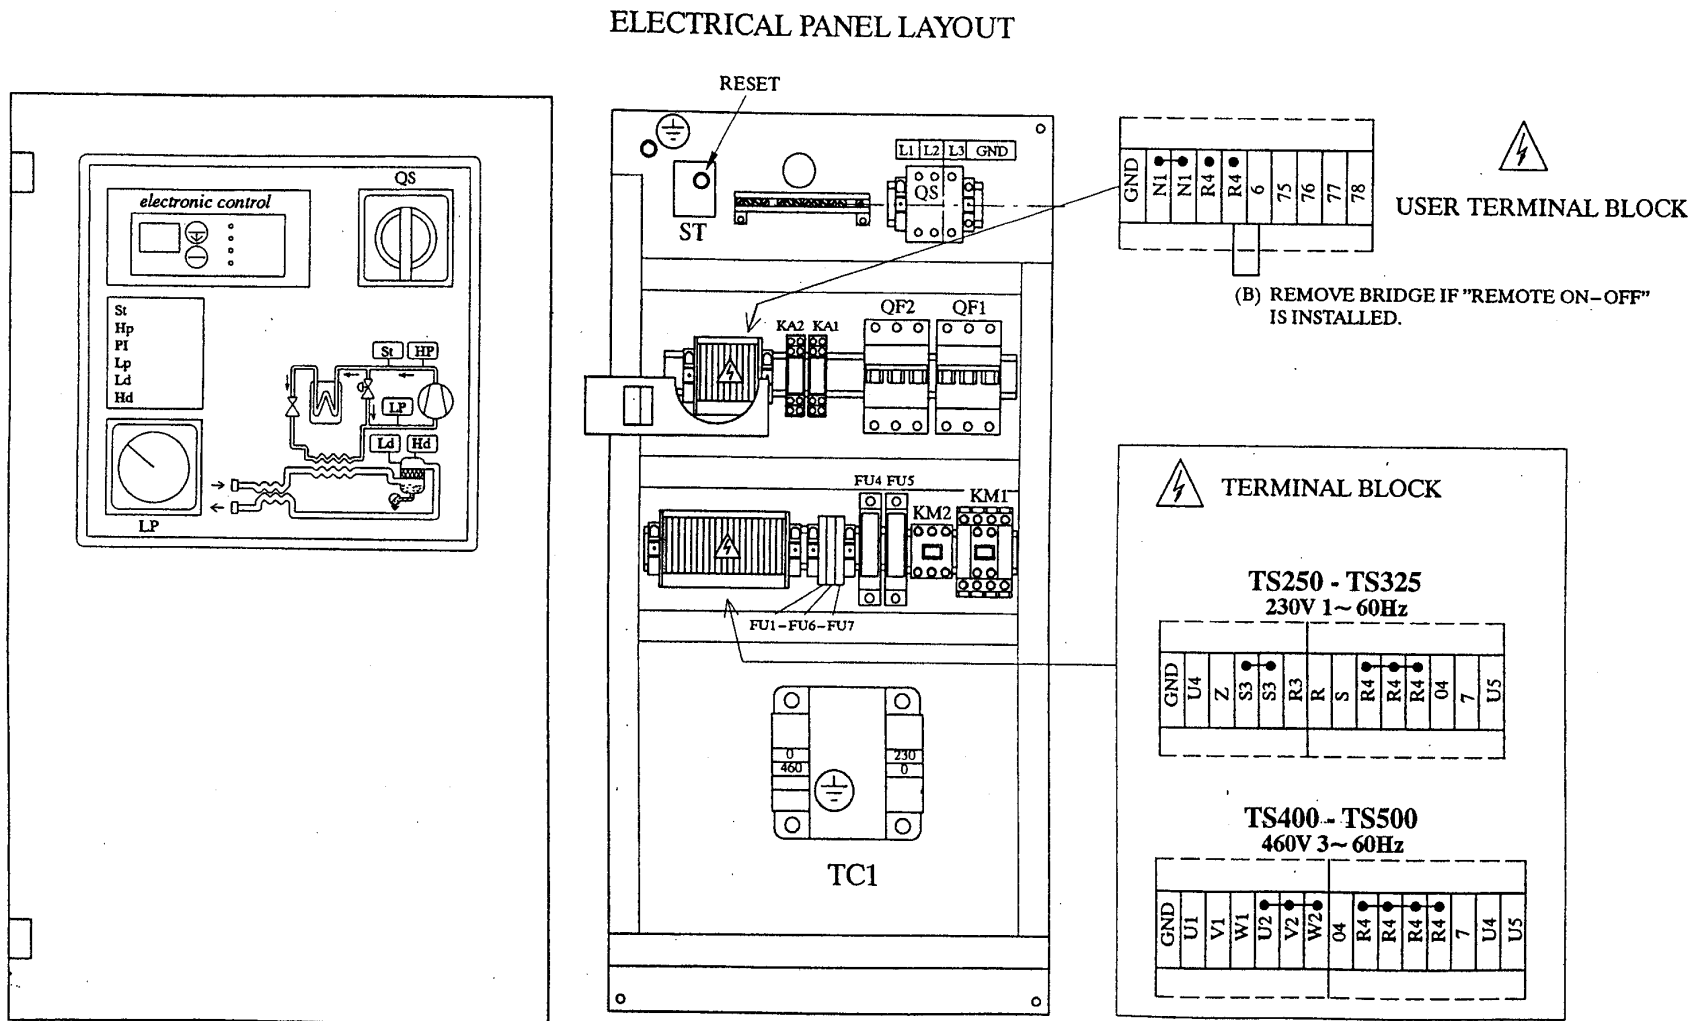 ELECTRICAL PANEL LAYOUT
RESET
QS
electronic control
St
Hp
PI
Lp
Ld
Hd
St
HP
LP
Ld
Hd
LP
L1 L2 L3 GND
QS
ST
KA2 KA1
QF2
QF1
FU4 FU5
KM2
KM1
FU1-FU6-FU7
0
460
230
0
TC1
GND N1 N1 R4 R4 6 75 76 77 78
USER TERMINAL BLOCK
(B) REMOVE BRIDGE IF "REMOTE ON-OFF"
IS INSTALLED.
TERMINAL BLOCK
TS250 - TS325
230V 1~ 60Hz
GND U4 Z S3 S3 R3 R S R4 R4 R4 04 7 U5
TS400 - TS500
460V 3~ 60Hz
GND U1 V1 W1 U2 V2 W2 04 R4 R4 R4 R4 7 U4 U5